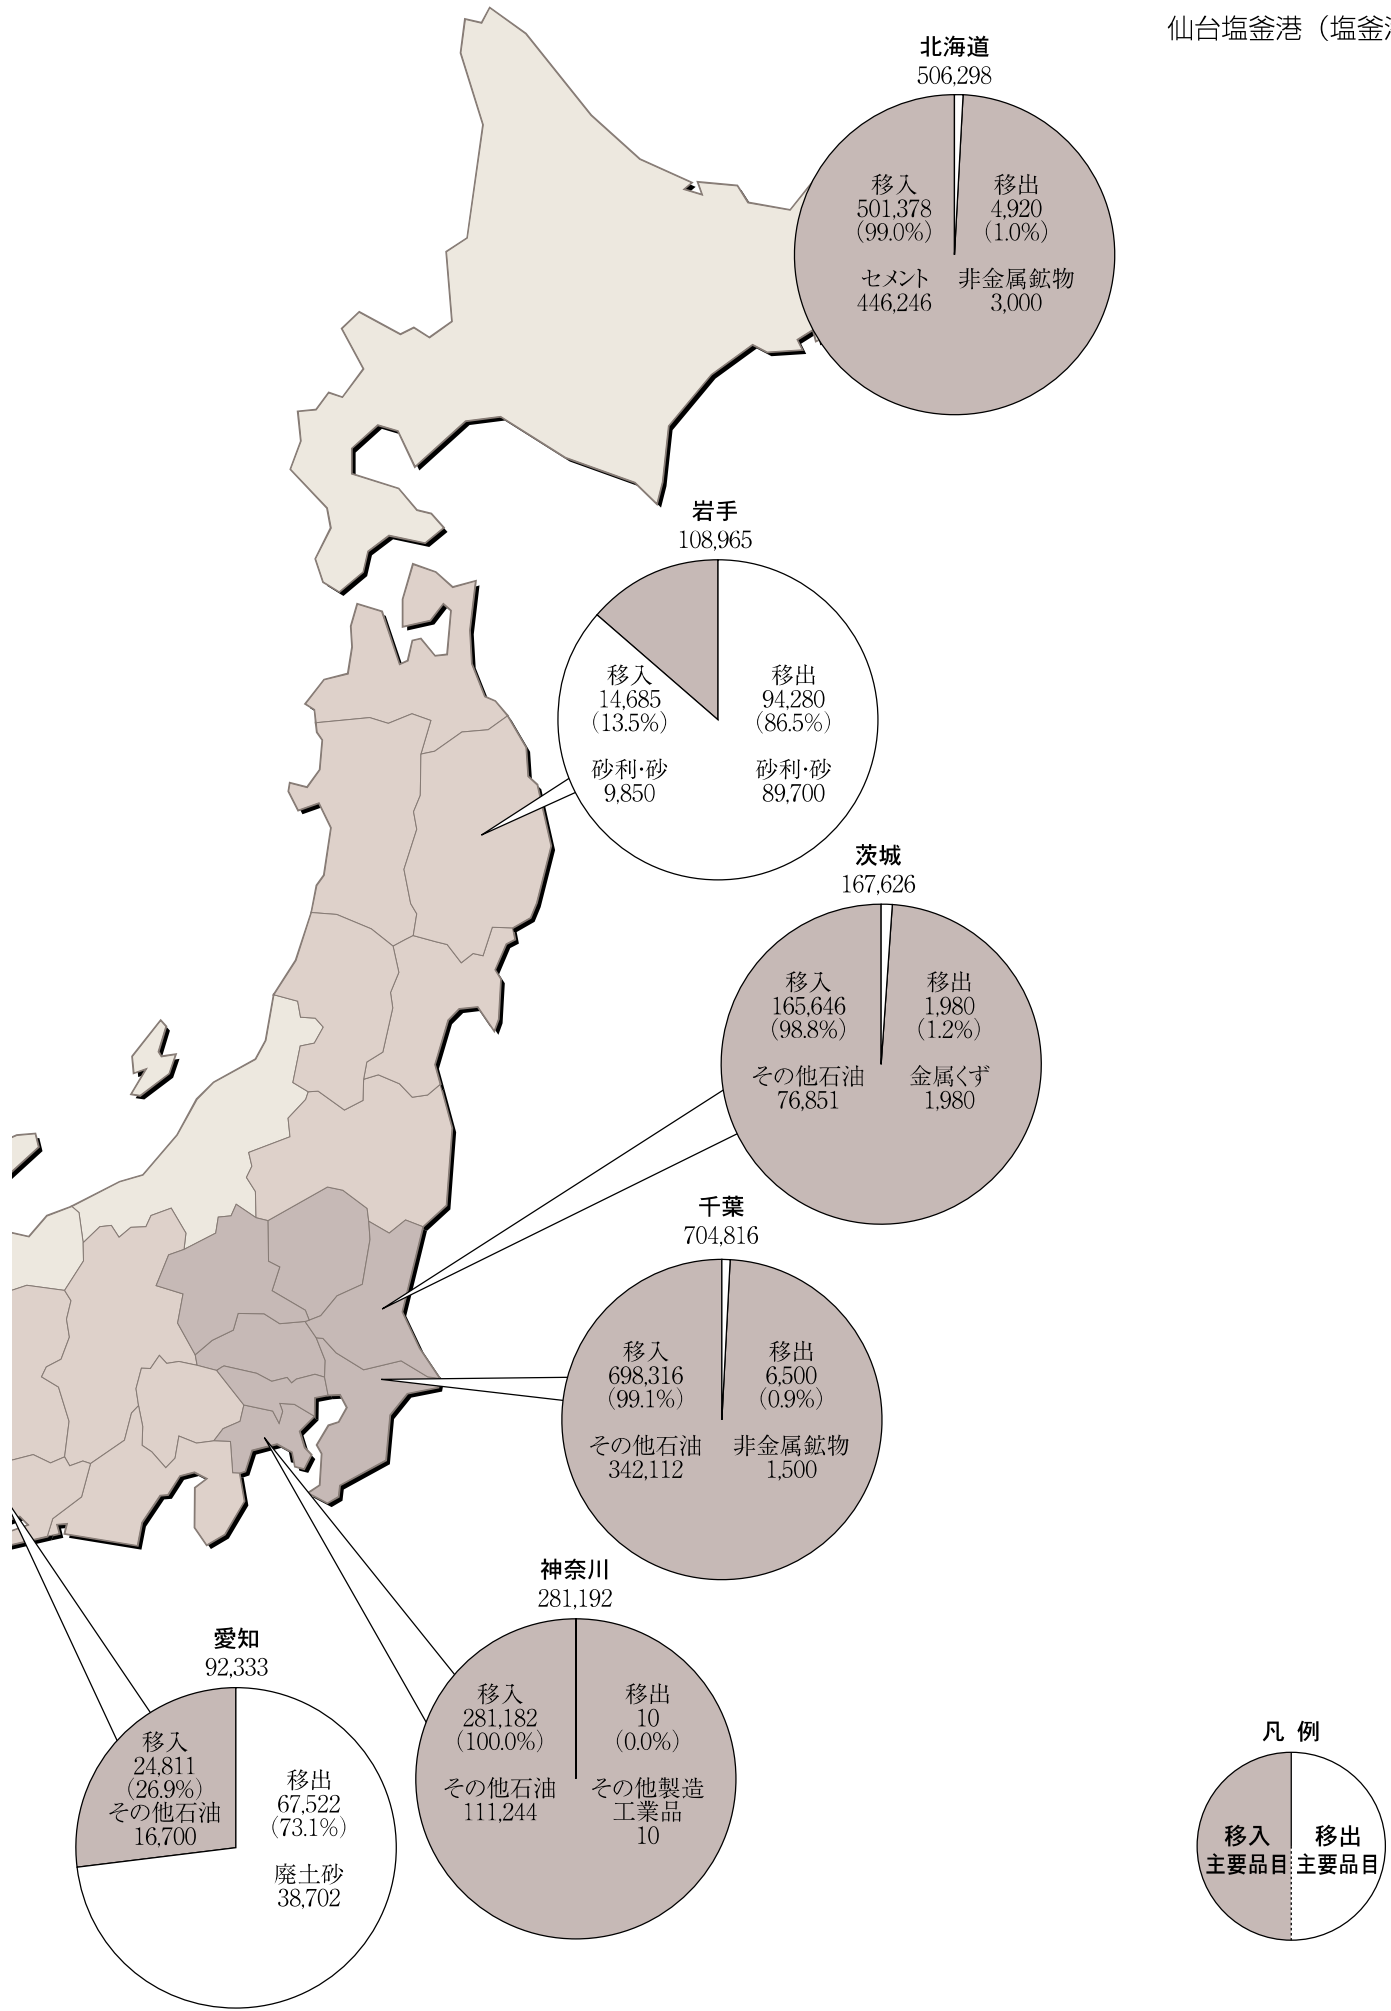 仙台塩釜港（塩釜
北海道
506,298
移入
501,378
(99.0%)
セメント
446,246
移出
4,920
(1.0%)
非金属鉱物
3,000
岩手
108,965
移入
14,685
(13.5%)
砂利･砂
9,850
移出
94,280
(86.5%)
砂利･砂
89,700
茨城
167,626
移入
165,646
(98.8%)
その他石油
76,851
移出
1,980
(1.2%)
金属くず
1,980
千葉
704,816
移入
698,316
(99.1%)
その他石油
342,112
移出
6,500
(0.9%)
非金属鉱物
1,500
神奈川
281,192
移入
281,182
(100.0%)
その他石油
111,244
移出
10
(0.0%)
その他製造
工業品
10
愛知
92,333
移入
24,811
(26.9%)
その他石油
16,700
移出
67,522
(73.1%)
廃土砂
38,702
凡 例
移入
主要品目
移出
主要品目